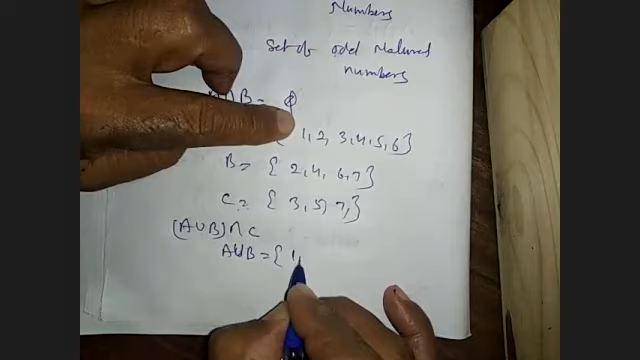 Numbers
Set of odd Natural
numbers
∩B = φ
1, 2, 3, 4, 5, 6}
B = { 2, 4, 6, 7}
C = { 3, 5, 7, }
(A∪B)∩C
A∪B = { 1